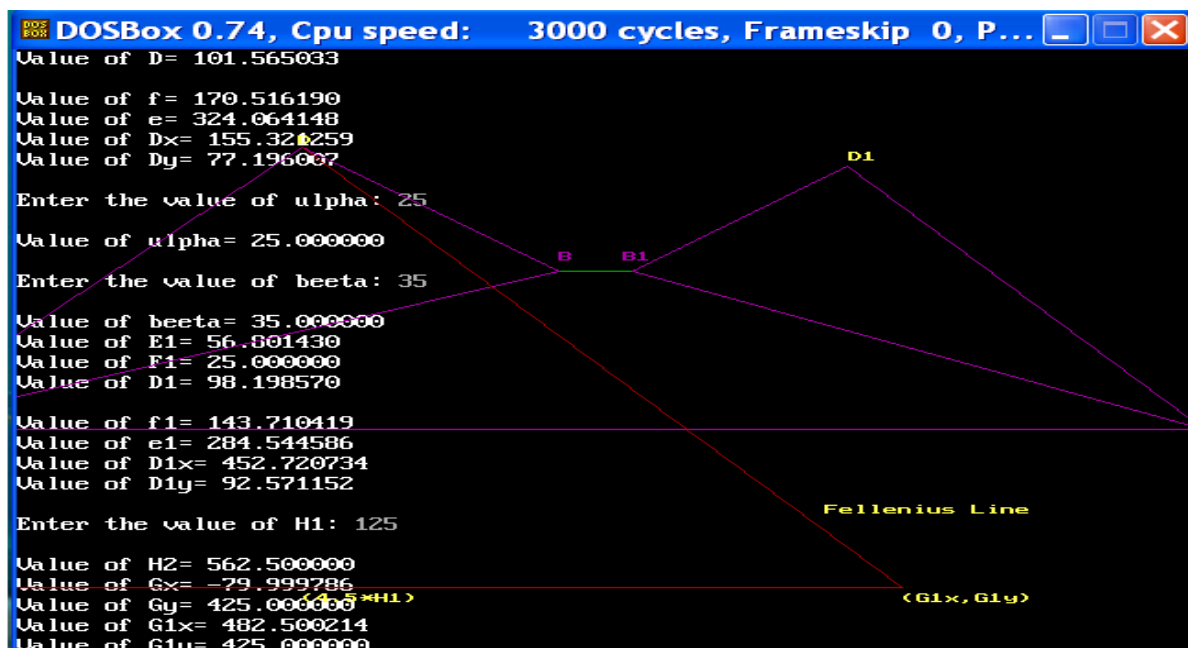 DOSBox 0.74, Cpu speed: 3000 cycles, Frameskip 0, P...
Value of D= 101.565033
Value of f= 170.516190
Value of e= 324.064148
Value of Dx= 155.321259
D
Value of Dy= 77.196007
D1
Enter the value of ulpha: 25
Value of ulpha= 25.000000
B B1
Enter the value of beeta: 35
Value of beeta= 35.000000
Value of E1= 56.801430
Value of F1= 25.000000
Value of D1= 98.198570
Value of f1= 143.710419
Value of e1= 284.544586
Value of D1x= 452.720734
Value of D1y= 92.571152
Fellenius Line
Enter the value of H1: 125
Value of H2= 562.500000
Value of Gx= -79.999786
Value of Gy= 425.000000
(4.5*H1) (G1x,G1y)
Value of G1x= 482.500214
Value of G1y= 425.000000